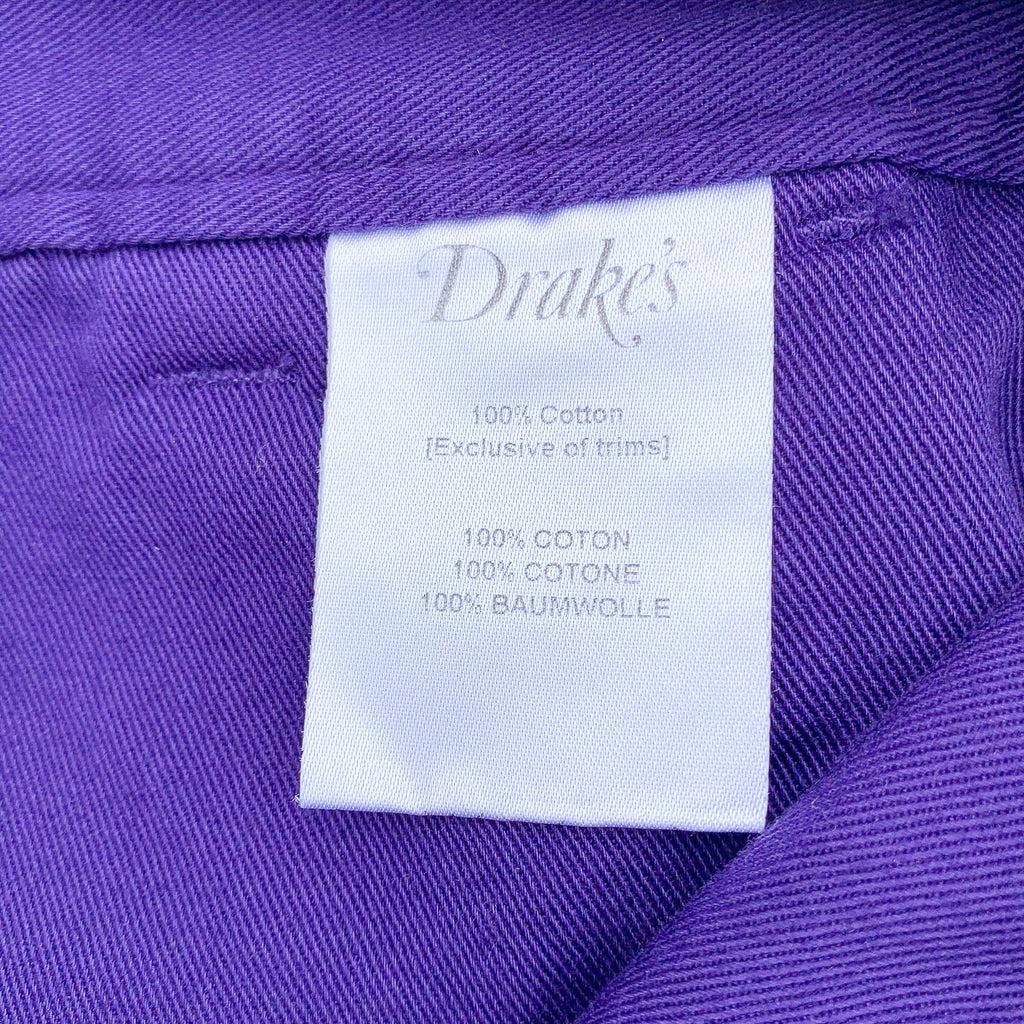 Drake's
100% Cotton
[Exclusive of trims]
100% COTON
100% COTONE
100% BAUMWOLLE